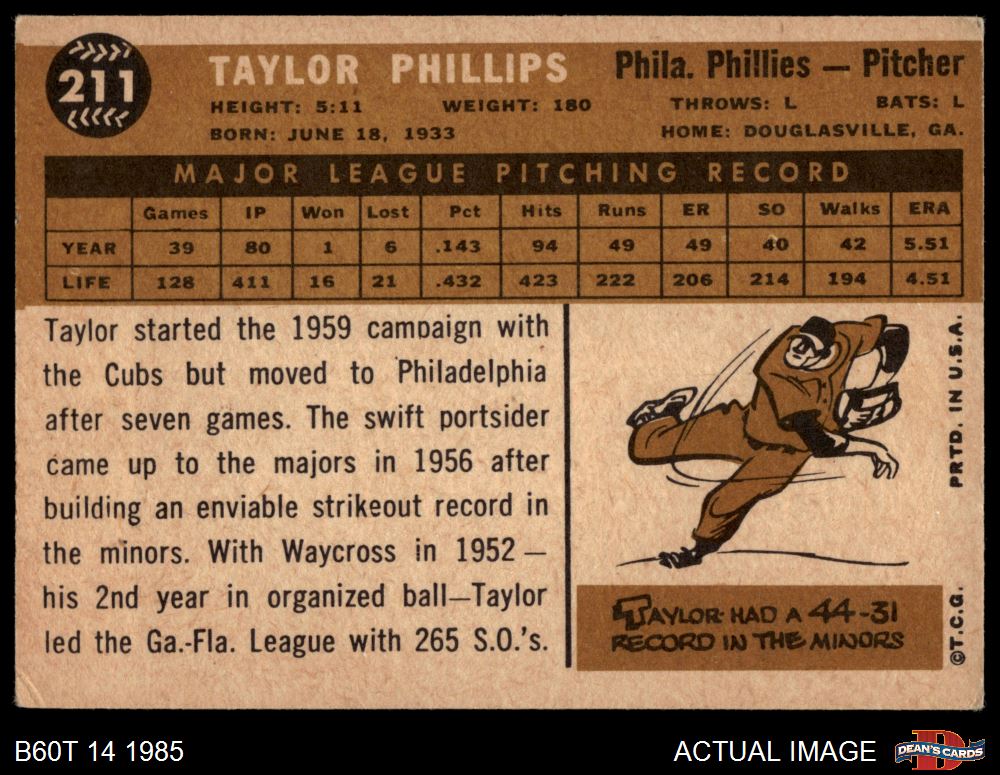 211
TAYLOR PHILLIPS Phila. Phillies — Pitcher
HEIGHT: 5:11 WEIGHT: 180 THROWS: L BATS: L
BORN: JUNE 18, 1933 HOME: DOUGLASVILLE, GA.
MAJOR LEAGUE PITCHING RECORD
Games IP Won Lost Pct Hits Runs ER SO Walks ERA
YEAR 39 80 1 6 .143 94 49 49 40 42 5.51
LIFE 128 411 16 21 .432 423 222 206 214 194 4.51
Taylor started the 1959 campaign with
the Cubs but moved to Philadelphia
after seven games. The swift portsider
came up to the majors in 1956 after
building an enviable strikeout record in
the minors. With Waycross in 1952 —
his 2nd year in organized ball—Taylor
led the Ga.-Fla. League with 265 S.O.'s.
TAYLOR HAD A 44-31
RECORD IN THE MINORS
PRTD. IN U.S.A.
©T.C.G.
B60T 14 1985
ACTUAL IMAGE
B
DEAN'S CARDS